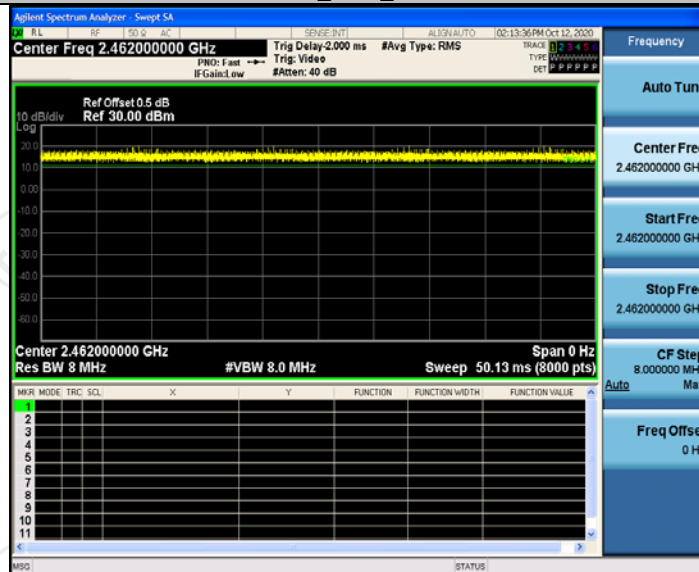 Agilent Spectrum Analyzer - Swept SA
RL RF 50 Ω AC SENSE:INT ALIGN AUTO 02:13:36 PM Oct 12, 2020
Center Freq 2.462000000 GHz
PNO: Fast
IFGain:Low
Trig Delay-2.000 ms
Trig: Video
#Atten: 40 dB
#Avg Type: RMS
TRACE 1 2 3 4 5 6
TYPE
DET P P P P P P
Ref Offset 0.5 dB
10 dB/div Ref 30.00 dBm
Log
20.0
10.0
0.00
-10.0
-20.0
-30.0
-40.0
-50.0
-60.0
Center 2.462000000 GHz Span 0 Hz
Res BW 8 MHz #VBW 8.0 MHz Sweep 50.13 ms (8000 pts)
MKR MODE TRC SCL X Y FUNCTION FUNCTION WIDTH FUNCTION VALUE
1
2
3
4
5
6
7
8
9
10
11
MSG STATUS
Frequency
Auto Tun
Center Fre
2.462000000 GH
Start Fre
2.462000000 GH
Stop Fre
2.462000000 GH
CF Ste
8.000000 MH
Auto Ma
Freq Offse
0 H